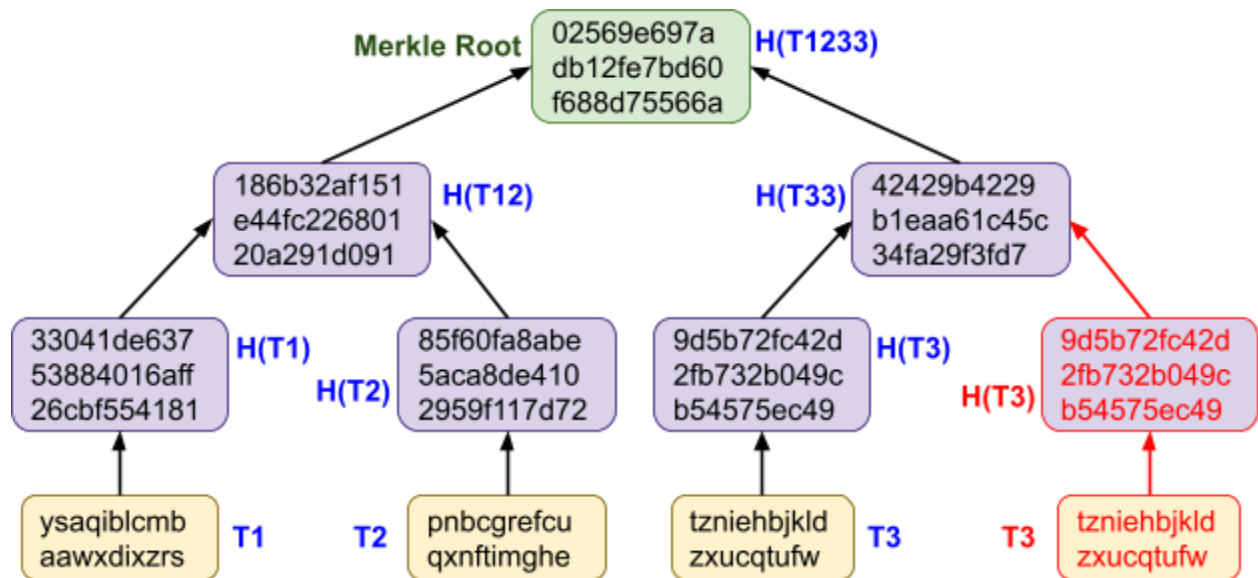 Merkle Root
02569e697a
db12fe7bd60
f688d75566a
H(T1233)
186b32af151
e44fc226801
20a291d091
H(T12)
H(T33)
42429b4229
b1eaa61c45c
34fa29f3fd7
33041de637
53884016aff
26cbf554181
H(T1)
H(T2)
85f60fa8abe
5aca8de410
2959f117d72
9d5b72fc42d
2fb732b049c
b54575ec49
H(T3)
H(T3)
9d5b72fc42d
2fb732b049c
b54575ec49
ysaqiblcmb
aawxdixzrs
T1
T2
pnbcgrefcu
qxnftimghe
tzniehbjkld
zxucqtufw
T3
T3
tzniehbjkld
zxucqtufw